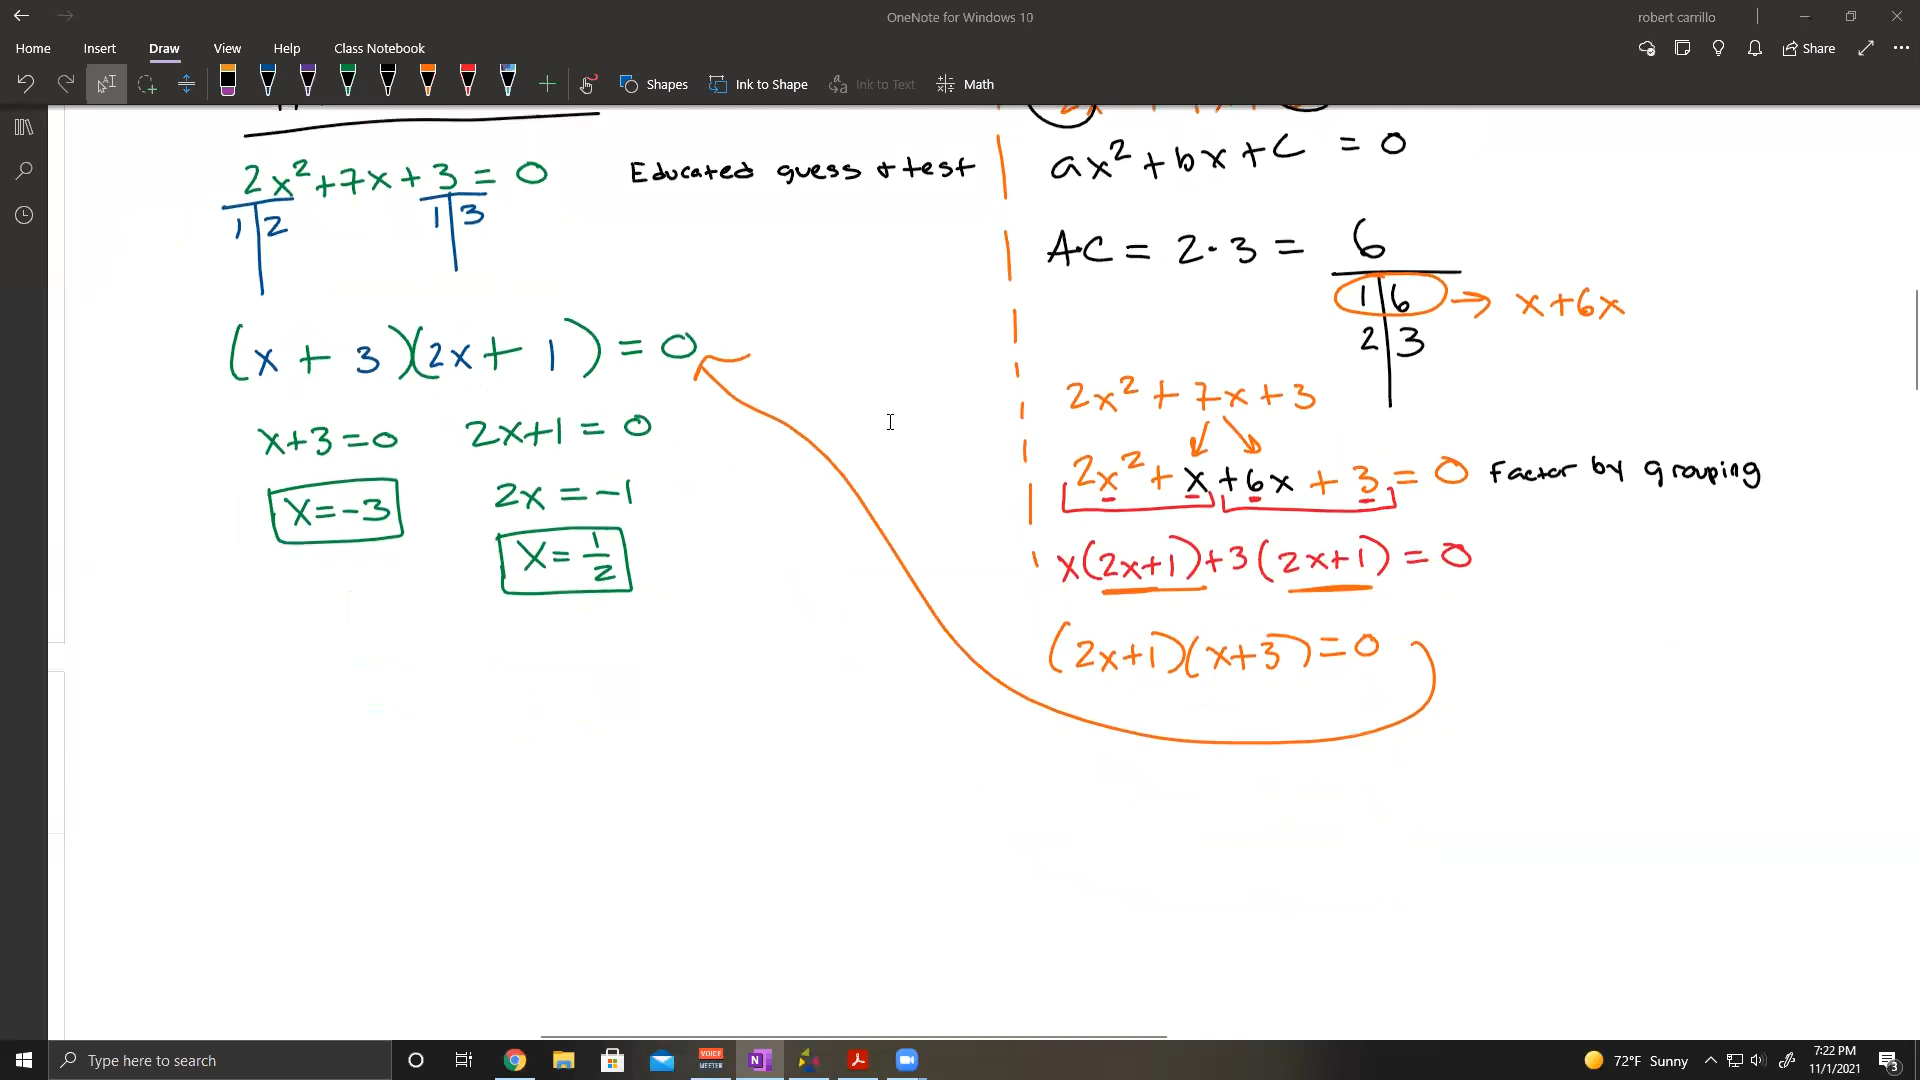 OneNote for Windows 10
robert carrillo
Home Insert Draw View Help Class Notebook
Share
Shapes Ink to Shape Ink to Text Math
2x² + 7x + 3 = 0
1 2
1 3
Educated guess & test
(x + 3)(2x + 1) = 0
x+3=0
2x+1 = 0
x=-3
2x = -1
x = 1/2
ax² + bx + c = 0
A·C = 2·3 = 6
1 6 → x+6x
2 3
2x² + 7x + 3
2x² + x + 6x + 3 = 0 Factor by grouping
x(2x+1)+3(2x+1) = 0
(2x+1)(x+3) = 0
Type here to search
VOICE
MEETER
N
72°F Sunny
7:22 PM
11/1/2021
3